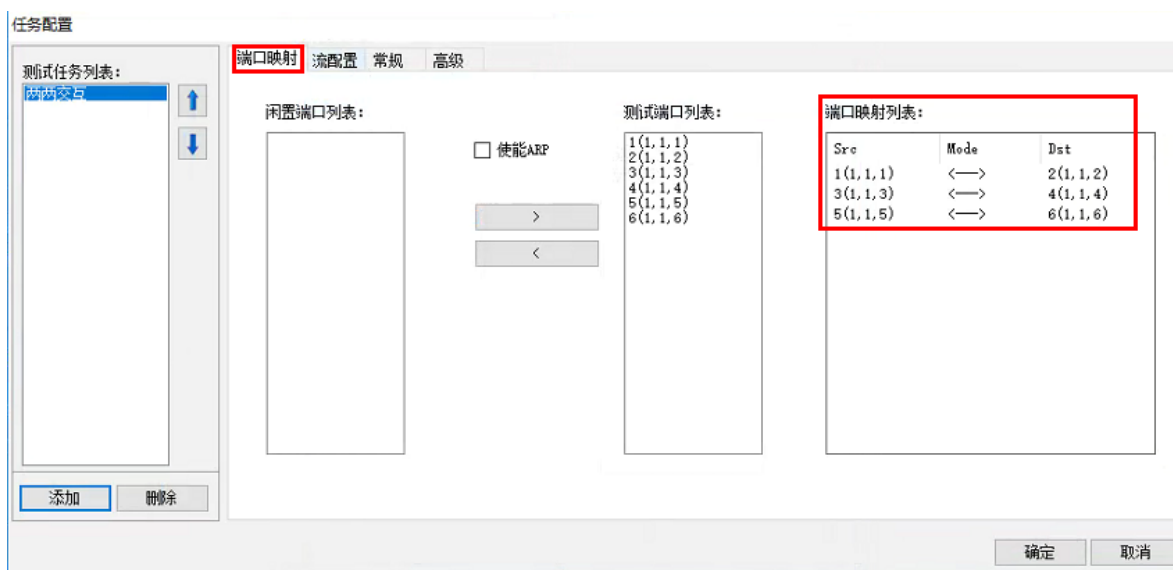 任务配置
测试任务列表：
两两交互
添加
删除
端口映射
流配置
常规
高级
闲置端口列表：
使能ARP
>
<
测试端口列表：
1(1,1,1)
2(1,1,2)
3(1,1,3)
4(1,1,4)
5(1,1,5)
6(1,1,6)
端口映射列表：
Src Mode Dst
1(1,1,1) <—> 2(1,1,2)
3(1,1,3) <—> 4(1,1,4)
5(1,1,5) <—> 6(1,1,6)
确定
取消